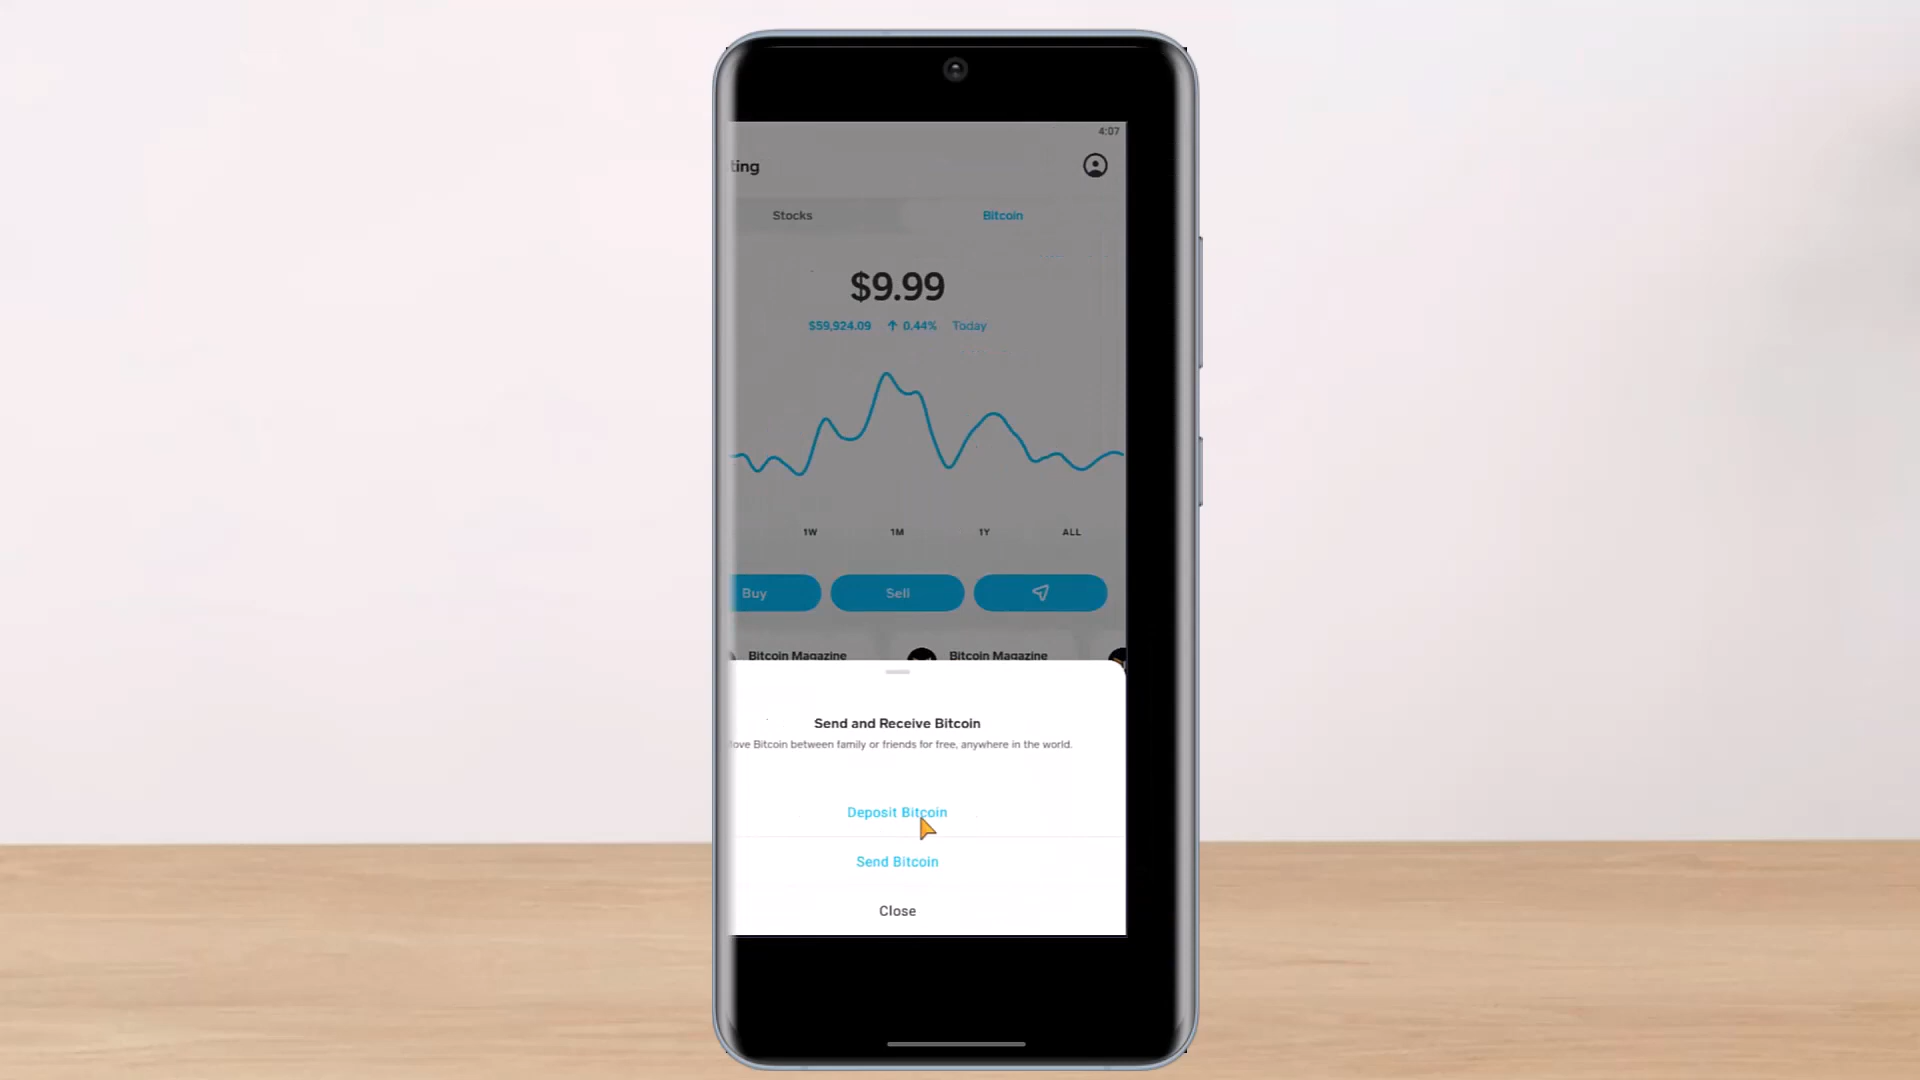 4:07
ting
Stocks Bitcoin
$9.99
$59,924.09 ↑ 0.44% Today
1W 1M 1Y ALL
Buy Sell
Bitcoin Magazine Bitcoin Magazine
Send and Receive Bitcoin
ove Bitcoin between family or friends for free, anywhere in the world.
Deposit Bitcoin
Send Bitcoin
Close